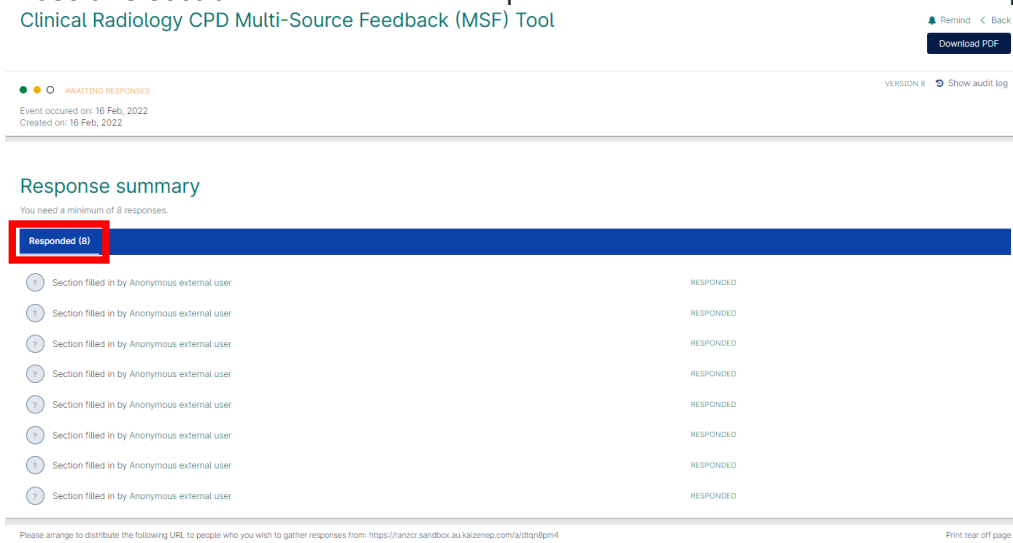 Clinical Radiology CPD Multi-Source Feedback (MSF) Tool
Remind < Back
Download PDF
AWAITING RESPONSES
VERSION 8 Show audit log
Event occured on: 16 Feb, 2022
Created on: 16 Feb, 2022
Response summary
You need a minimum of 8 responses.
Responded (8)
? Section filled in by Anonymous external user RESPONDED
? Section filled in by Anonymous external user RESPONDED
? Section filled in by Anonymous external user RESPONDED
? Section filled in by Anonymous external user RESPONDED
? Section filled in by Anonymous external user RESPONDED
? Section filled in by Anonymous external user RESPONDED
? Section filled in by Anonymous external user RESPONDED
? Section filled in by Anonymous external user RESPONDED
Please arrange to distribute the following URL to people who you wish to gather responses from: https://ranzcr.sandbox.au.kaizenep.com/a/dtqn8pm4 Print tear off page